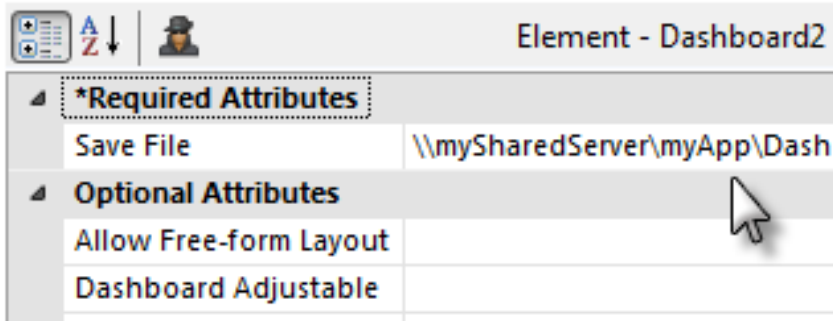 Element - Dashboard2
*Required Attributes
Save File \\mySharedServer\myApp\Dash
Optional Attributes
Allow Free-form Layout
Dashboard Adjustable